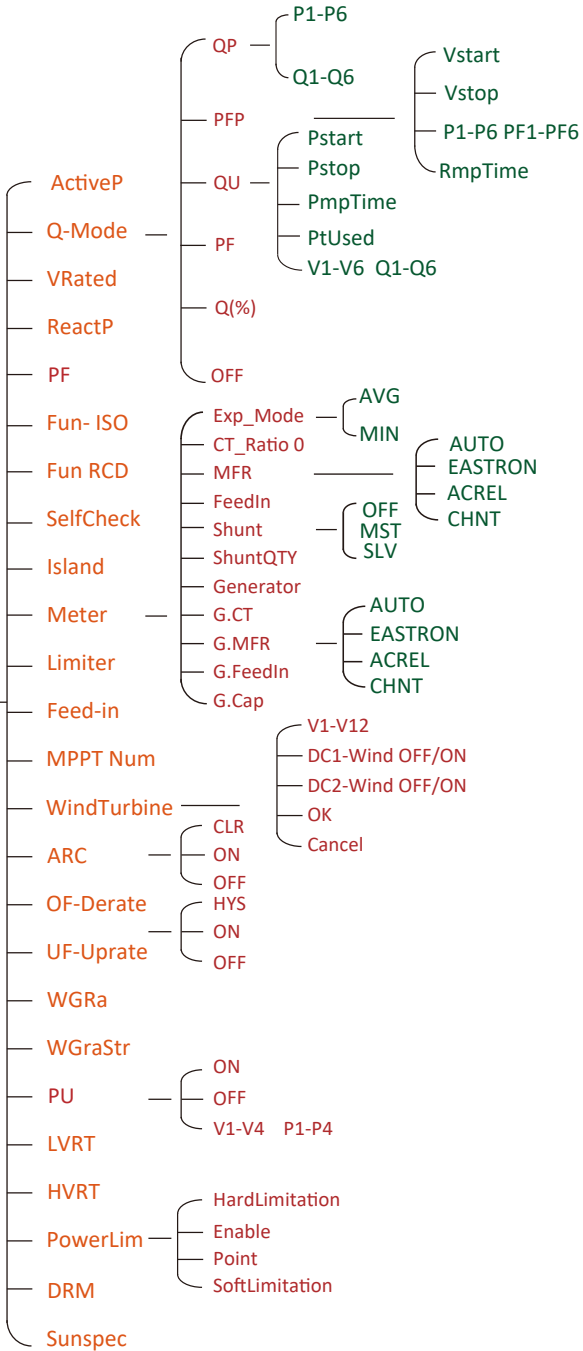 ActiveP
Q-Mode
VRated
ReactP
PF
Fun- ISO
Fun RCD
SelfCheck
Island
Meter
Limiter
Feed-in
MPPT Num
WindTurbine
ARC
OF-Derate
UF-Uprate
WGRa
WGraStr
PU
LVRT
HVRT
PowerLim
DRM
Sunspec
QP
PFP
QU
PF
Q(%)
OFF
P1-P6
Q1-Q6
Vstart
Vstop
P1-P6 PF1-PF6
RmpTime
Pstart
Pstop
PmpTime
PtUsed
V1-V6 Q1-Q6
Exp_Mode
CT_Ratio 0
MFR
FeedIn
Shunt
ShuntQTY
Generator
G.CT
G.MFR
G.FeedIn
G.Cap
AVG
MIN
AUTO
EASTRON
ACREL
CHNT
OFF
MST
SLV
AUTO
EASTRON
ACREL
CHNT
V1-V12
DC1-Wind OFF/ON
DC2-Wind OFF/ON
OK
Cancel
CLR
ON
OFF
HYS
ON
OFF
ON
OFF
V1-V4 P1-P4
HardLimitation
Enable
Point
SoftLimitation